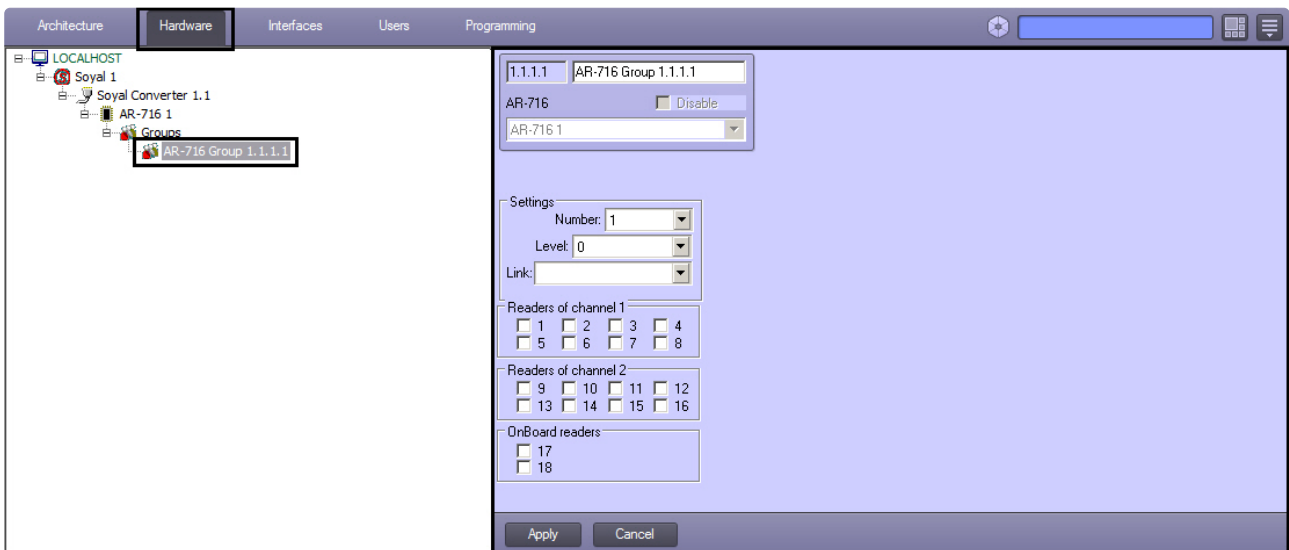 Architecture Hardware Interfaces Users Programming
LOCALHOST
Soyal 1
Soyal Converter 1.1
AR-716 1
Groups
AR-716 Group 1.1.1.1
1.1.1.1 AR-716 Group 1.1.1.1
AR-716 Disable
AR-716 1
Settings
Number: 1
Level: 0
Link:
Readers of channel 1
1 2 3 4
5 6 7 8
Readers of channel 2
9 10 11 12
13 14 15 16
OnBoard readers
17
18
Apply Cancel